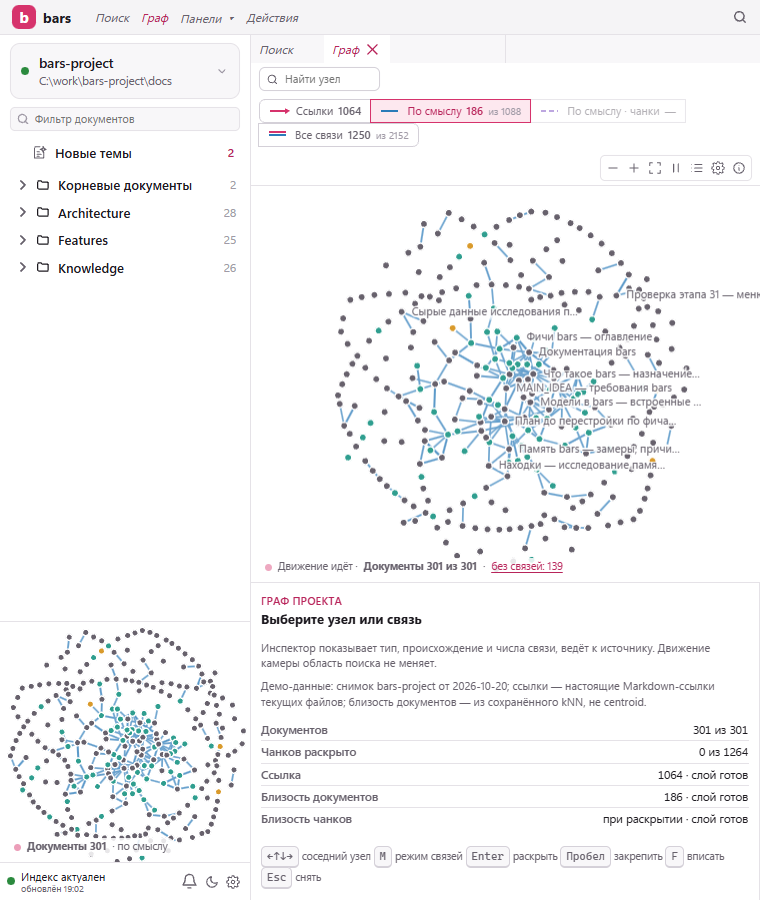 b bars Поиск Граф Панели Действия
bars-project
C:\work\bars-project\docs
Фильтр документов
Новые темы 2
Корневые документы 2
Architecture 28
Features 25
Knowledge 26
Документы 301 · по смыслу
Индекс актуален
обновлён 19:02
Поиск Граф
Найти узел
Ссылки 1064 По смыслу 186 из 1088 По смыслу · чанки —
Все связи 1250 из 2152
Проверка этапа 31 — меню
Сырые данные исследования п...
Фичи bars — оглавление
Документация bars
Что такое bars — назначение...
MAIN_IDEA — требования bars
Модели в bars — встроенные ...
План до перестройки по фича...
Память bars — замеры, причи...
Находки — исследование памя...
Движение идёт · Документы 301 из 301 · без связей: 139
ГРАФ ПРОЕКТА
Выберите узел или связь
Инспектор показывает тип, происхождение и числа связи, ведёт к источнику. Движение
камеры область поиска не меняет.
Демо-данные: снимок bars-project от 2026-10-20; ссылки — настоящие Markdown-ссылки
текущих файлов; близость документов — из сохранённого kNN, не centroid.
Документов 301 из 301
Чанков раскрыто 0 из 1264
Ссылка 1064 · слой готов
Близость документов 186 · слой готов
Близость чанков при раскрытии · слой готов
←↑↓→ соседний узел M режим связей Enter раскрыть Пробел закрепить F вписать
Esc снять